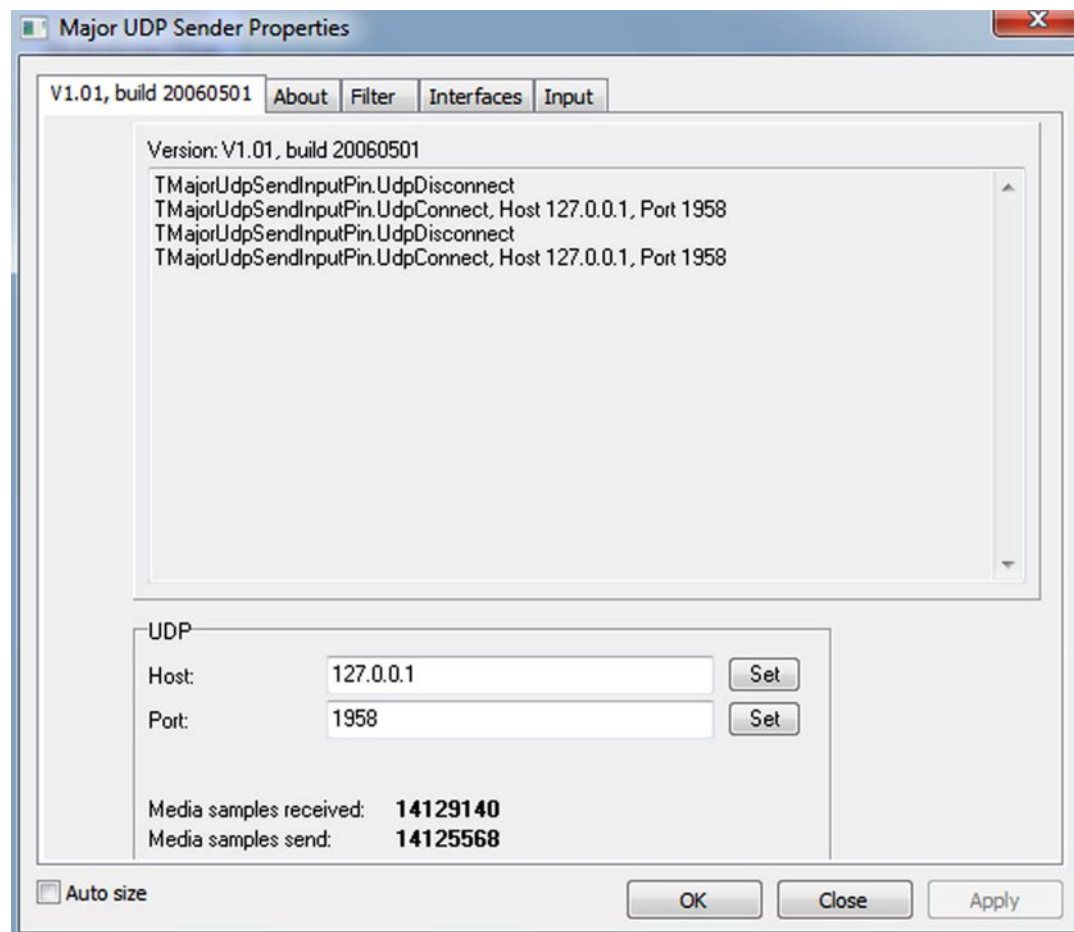 Major UDP Sender Properties
X
V1.01, build 20060501 About Filter Interfaces Input
Version: V1.01, build 20060501
TMajorUdpSendInputPin.UdpDisconnect
TMajorUdpSendInputPin.UdpConnect, Host 127.0.0.1, Port 1958
TMajorUdpSendInputPin.UdpDisconnect
TMajorUdpSendInputPin.UdpConnect, Host 127.0.0.1, Port 1958
UDP
Host: 127.0.0.1 Set
Port: 1958 Set
Media samples received: 14129140
Media samples send: 14125568
Auto size OK Close Apply